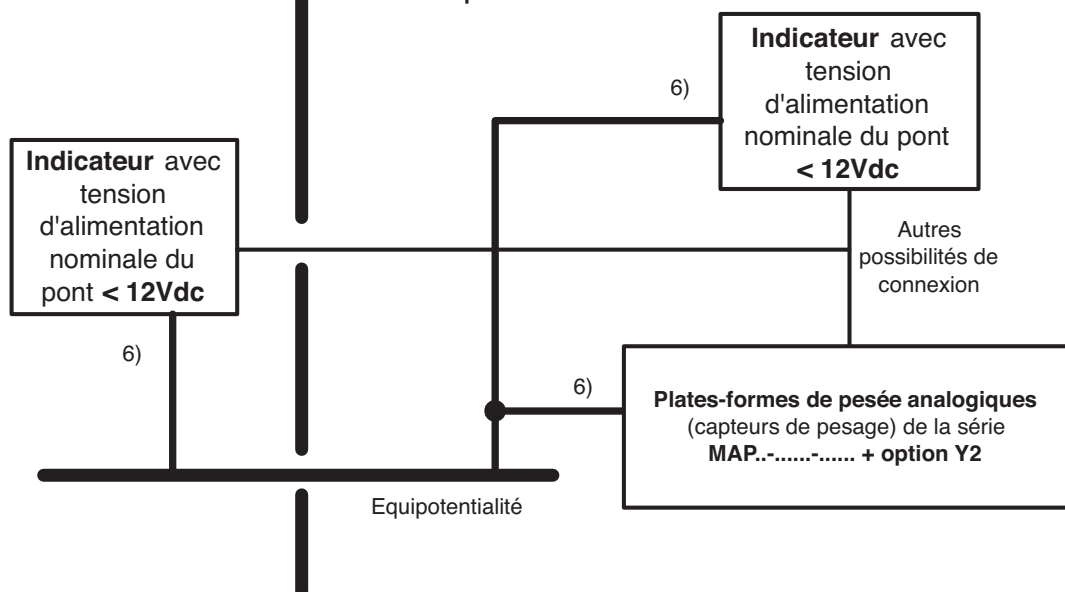 Indicateur avec
tension
d'alimentation
nominale du pont
< 12Vdc
6)
Indicateur avec
tension
d'alimentation
nominale du
pont < 12Vdc
Autres
possibilités de
connexion
6)
6)
Plates-formes de pesée analogiques
(capteurs de pesage) de la série
MAP..-......-...... + option Y2
Equipotentialité